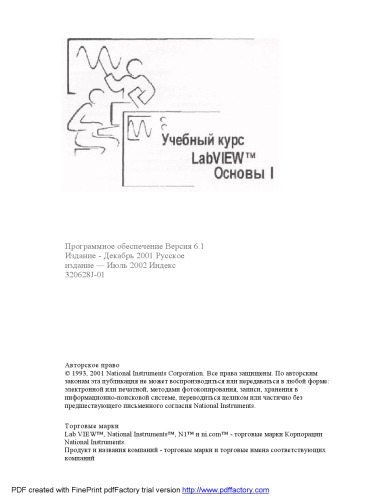 Учебный курс
LabVIEW™
Основы I
Программное обеспечение Версия 6.1
Издание - Декабрь 2001 Русское
издание — Июль 2002 Индекс
320628J-01
Авторское право
© 1993, 2001 National Instruments Corporation. Все права защищены. По авторским
законам эта публикация не может воспроизводиться или передаваться в любой форме:
электронной или печатной, методами фотокопирования, записи, хранения в
информационно-поисковой системе, переводиться целиком или частично без
предшествующего письменного согласия National Instruments.
Торговые марки
Lab VIEW™, National Instruments™, N1™ и ni.com™ - торговые марки Корпорации
National Instruments.
Продукт и названия компаний - торговые марки и торговые имена соответствующих
компаний
PDF created with FinePrint pdfFactory trial version http://www.pdffactory.com